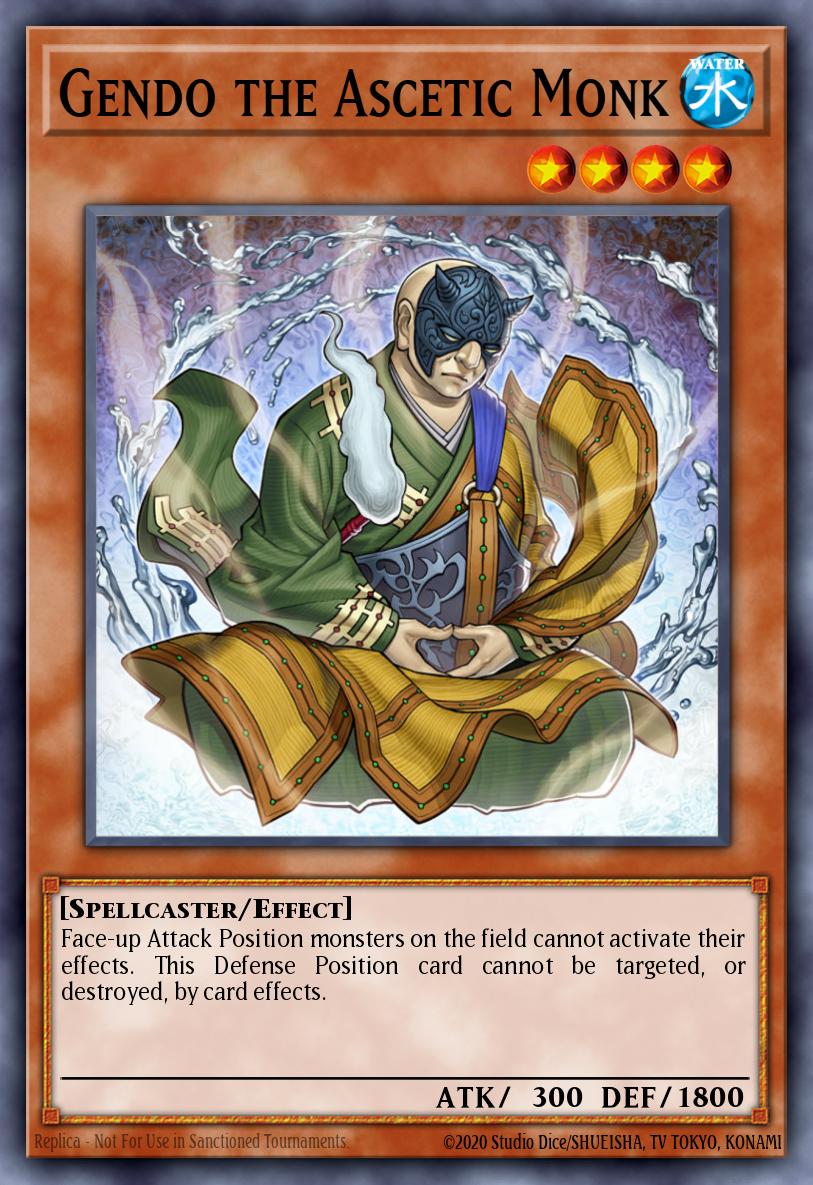 Gendo the Ascetic Monk
WATER
水
[Spellcaster/Effect]
Face-up Attack Position monsters on the field cannot activate their
effects. This Defense Position card cannot be targeted, or
destroyed, by card effects.
ATK/ 300 DEF/1800
Replica - Not For Use in Sanctioned Tournaments.
©2020 Studio Dice/SHUEISHA, TV TOKYO, KONAMI